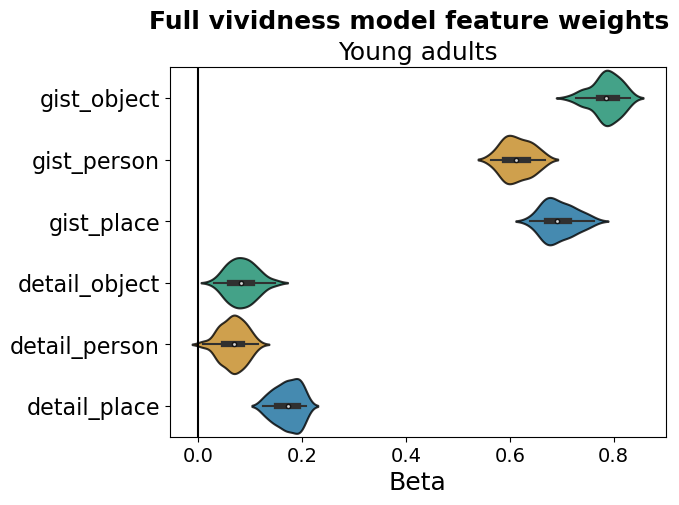 Full vividness model feature weights
Young adults
gist_object
gist_person
gist_place
detail_object
detail_person
detail_place
0.0 0.2 0.4 0.6 0.8
Beta